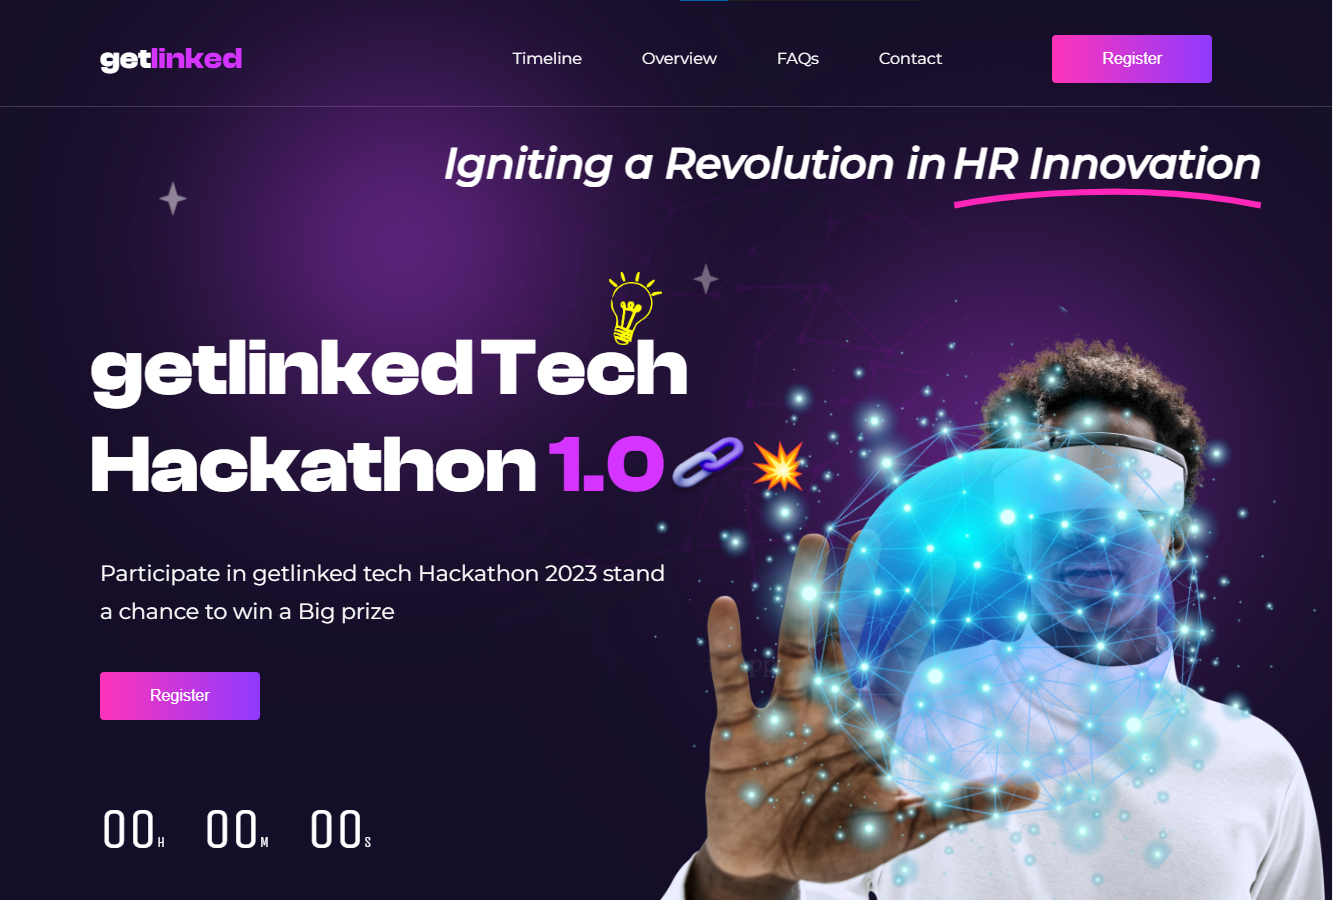 getlinked
Timeline
Overview
FAQs
Contact
Register
Igniting a Revolution in HR Innovation
getlinked Tech
Hackathon 1.0
Participate in getlinked tech Hackathon 2023 stand
a chance to win a Big prize
Register
00H 00M 00S